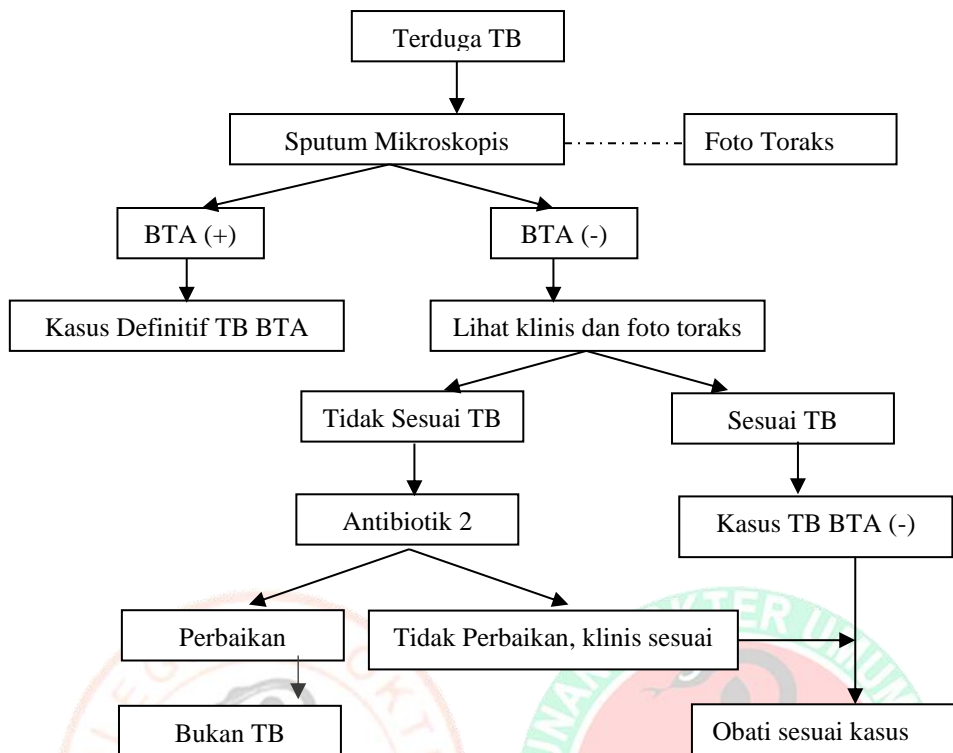 Terduga TB
Sputum Mikroskopis
Foto Toraks
BTA (+)
BTA (-)
Kasus Definitif TB BTA
Lihat klinis dan foto toraks
Tidak Sesuai TB
Sesuai TB
Antibiotik 2
Kasus TB BTA (-)
Perbaikan
Tidak Perbaikan, klinis sesuai
Bukan TB
Obati sesuai kasus